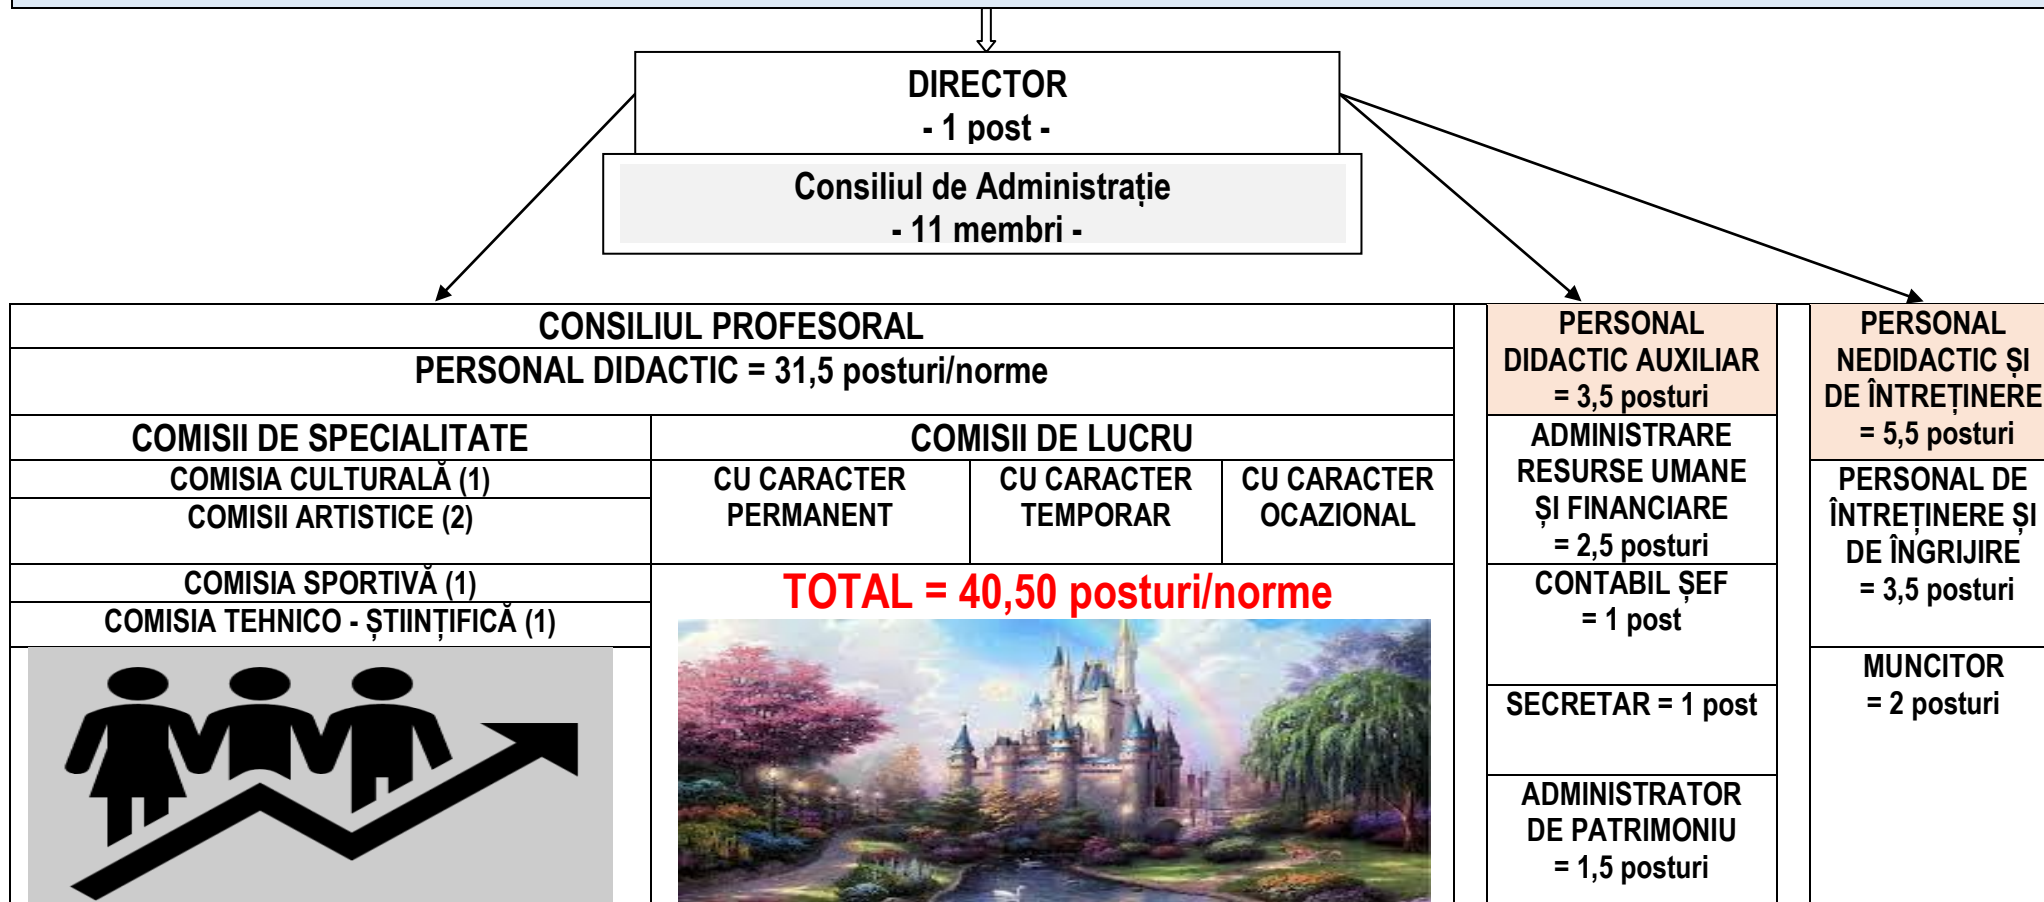 DIRECTOR
- 1 post -
Consiliul de Administrație
- 11 membri -
CONSILIUL PROFESORAL
PERSONAL DIDACTIC = 31,5 posturi/norme
COMISII DE SPECIALITATE
COMISIA CULTURALĂ (1)
COMISII ARTISTICE (2)
COMISIA SPORTIVĂ (1)
COMISIA TEHNICO - ȘTIINȚIFICĂ (1)
COMISII DE LUCRU
CU CARACTER
PERMANENT
CU CARACTER
TEMPORAR
CU CARACTER
OCAZIONAL
TOTAL = 40,50 posturi/norme
PERSONAL
DIDACTIC AUXILIAR
= 3,5 posturi
ADMINISTRARE
RESURSE UMANE
ȘI FINANCIARE
= 2,5 posturi
CONTABIL ȘEF
= 1 post
SECRETAR = 1 post
ADMINISTRATOR
DE PATRIMONIU
= 1,5 posturi
PERSONAL
NEDIDACTIC ȘI
DE ÎNTREȚINERE
= 5,5 posturi
PERSONAL DE
ÎNTREȚINERE ȘI
DE ÎNGRIJIRE
= 3,5 posturi
MUNCITOR
= 2 posturi